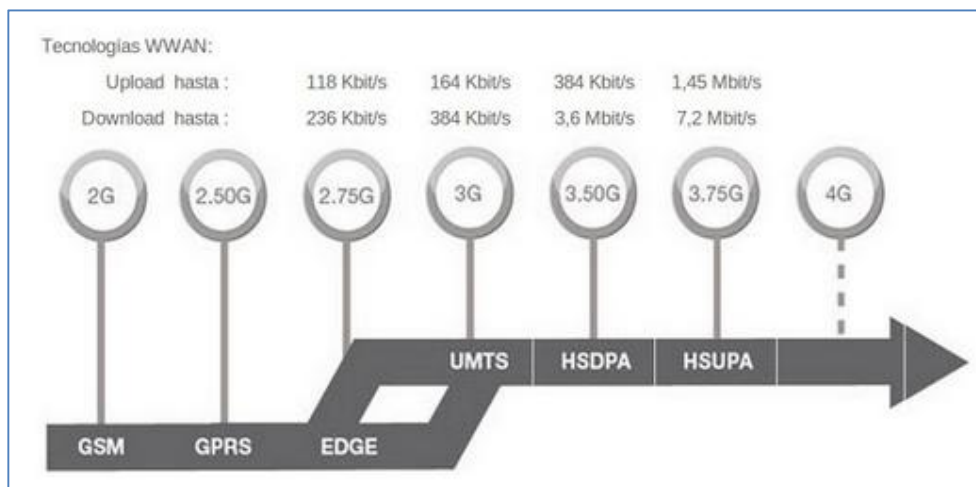 Tecnologías WWAN:
Upload hasta : 118 Kbit/s 164 Kbit/s 384 Kbit/s 1,45 Mbit/s
Download hasta : 236 Kbit/s 384 Kbit/s 3,6 Mbit/s 7,2 Mbit/s
2G 2.50G 2.75G 3G 3.50G 3.75G 4G
UMTS HSDPA HSUPA
GSM GPRS EDGE